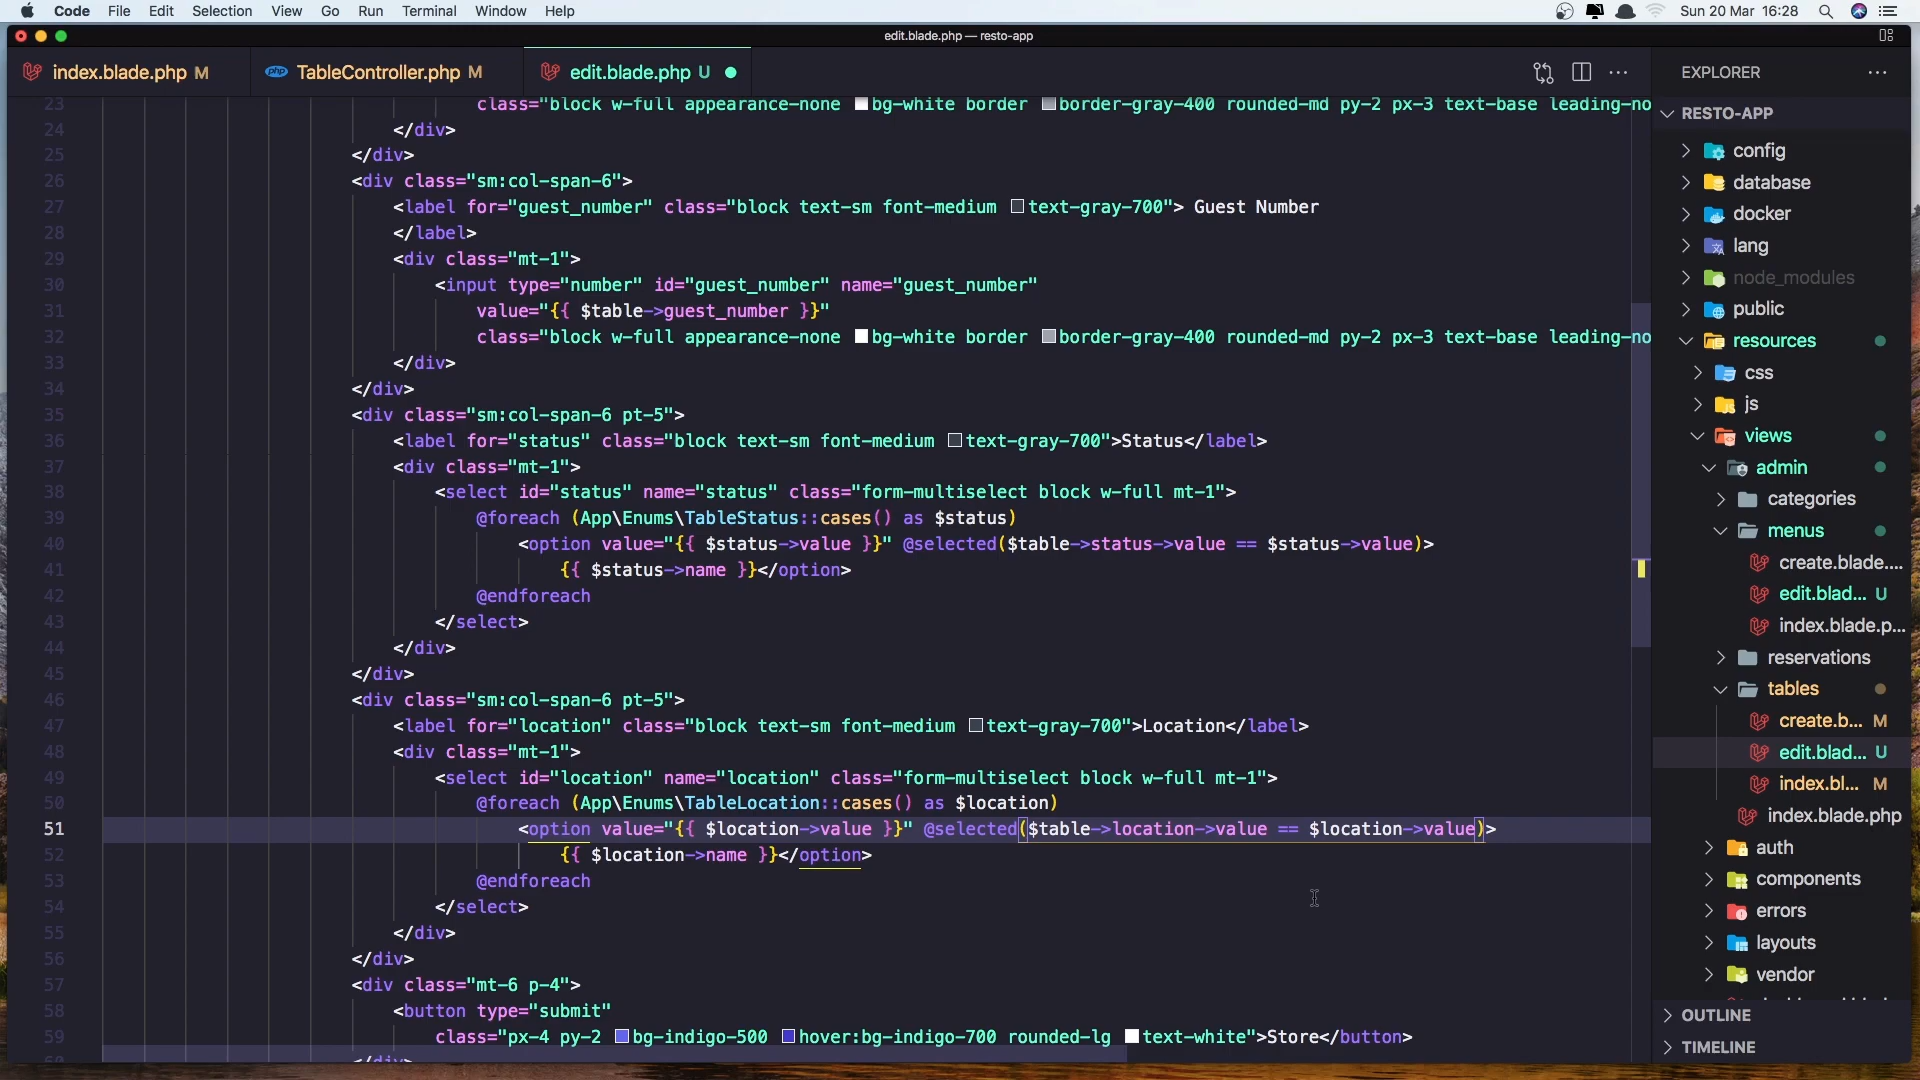 Code File Edit Selection View Go Run Terminal Window Help Sun 20 Mar 16:28
edit.blade.php — resto-app
index.blade.php M TableController.php M edit.blade.php U
23 class="block w-full appearance-none bg-white border border-gray-400 rounded-md py-2 px-3 text-base leading-no
24 </div>
25 </div>
26 <div class="sm:col-span-6">
27 <label for="guest_number" class="block text-sm font-medium text-gray-700"> Guest Number
28 </label>
29 <div class="mt-1">
30 <input type="number" id="guest_number" name="guest_number"
31 value="{{ $table->guest_number }}"
32 class="block w-full appearance-none bg-white border border-gray-400 rounded-md py-2 px-3 text-base leading-no
33 </div>
34 </div>
35 <div class="sm:col-span-6 pt-5">
36 <label for="status" class="block text-sm font-medium text-gray-700">Status</label>
37 <div class="mt-1">
38 <select id="status" name="status" class="form-multiselect block w-full mt-1">
39 @foreach (App\Enums\TableStatus::cases() as $status)
40 <option value="{{ $status->value }}" @selected($table->status->value == $status->value)>
41 {{ $status->name }}</option>
42 @endforeach
43 </select>
44 </div>
45 </div>
46 <div class="sm:col-span-6 pt-5">
47 <label for="location" class="block text-sm font-medium text-gray-700">Location</label>
48 <div class="mt-1">
49 <select id="location" name="location" class="form-multiselect block w-full mt-1">
50 @foreach (App\Enums\TableLocation::cases() as $location)
51 <option value="{{ $location->value }}" @selected($table->location->value == $location->value)>
52 {{ $location->name }}</option>
53 @endforeach
54 </select>
55 </div>
56 </div>
57 <div class="mt-6 p-4">
58 <button type="submit"
59 class="px-4 py-2 bg-indigo-500 hover:bg-indigo-700 rounded-lg text-white">Store</button>
60 </div>
EXPLORER
RESTO-APP
config
database
docker
lang
node_modules
public
resources
css
js
views
admin
categories
menus
create.blade....
edit.blad... U
index.blade.p...
reservations
tables
create.b... M
edit.blad... U
index.bl... M
index.blade.php
auth
components
errors
layouts
vendor
OUTLINE
TIMELINE